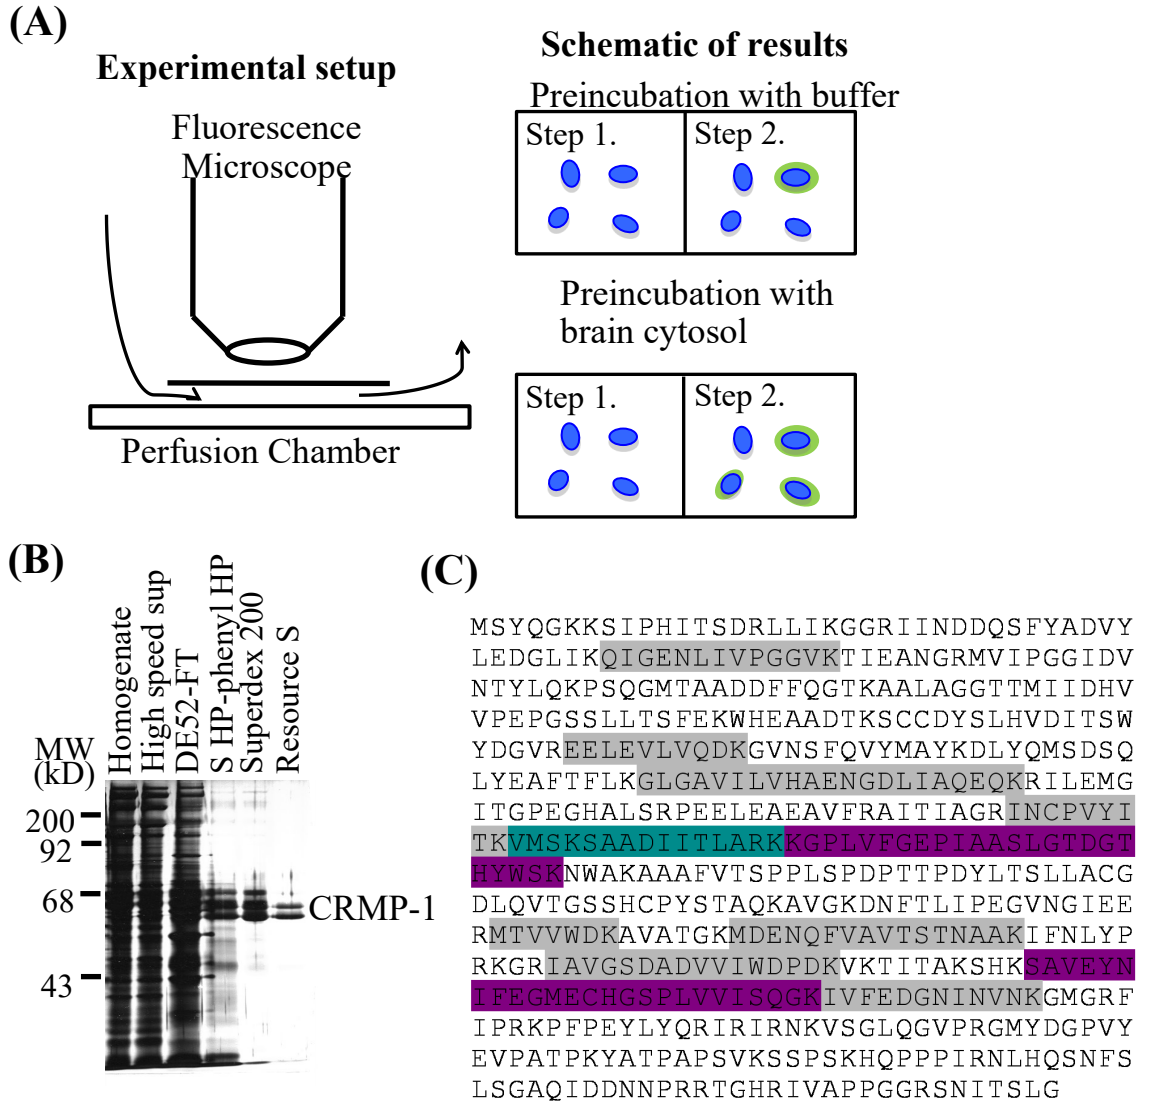 (A)
Experimental setup
Fluorescence
Microscope
Perfusion Chamber
Schematic of results
Preincubation with buffer
Step 1.
Step 2.
Preincubation with
brain cytosol
Step 1.
Step 2.
(B)
Homogenate
High speed sup
DE52-FT
S HP-phenyl HP
Superdex 200
Resource S
MW
(kD)
200
92
68
43
CRMP-1
(C)
MSYQGKKSIPHITSDRLLIKGGRIINDDQSFYADVY
LEDGLIKQIGENLIVPGGVKTIEANGRMVIPGGIDV
NTYLQKPSQGMTAADDFFQGTKAALAGGTTMIIDHV
VPEPGSSLLTSFEKWHEAADTKSCCDYSLHVDITSW
YDGVREELEVLVQDKGVNSFQVYMAYKDLYQMSDSQ
LYEAFTFLKGLGAVILVHAENGDLIAQEQKRILEMG
ITGPEGHALSRPEELEAEAVFRAITIAGRINCPVYI
TKVMSKSAADIITLARKKGPLVFGEPIAASLGTDGT
HYWSKNWAKAAAFVTSPPLSPDPTTPDYLTSLLACG
DLQVTGSSHCPYSTAQKAVGKDNFTLIPEGVNGIEE
RMTVVWDKAVATGKMDENQFVAVTSTNAAKIFNLYP
RKGRIAVGSDADVVIWDPDKVKTITAKSHKSAVEYN
IFEGMECHGSPLVVISQGKIVFEDGNINVNKGMGRF
IPRKPFPEYLYQRIRIRNKVSGLQGVPRGMYDGPVY
EVPATPKYATPAPSVKSSPSKHQPPPIRNLHQSNFS
LSGAQIDDNNPRRTGHRIVAPPGGRSNITSLG